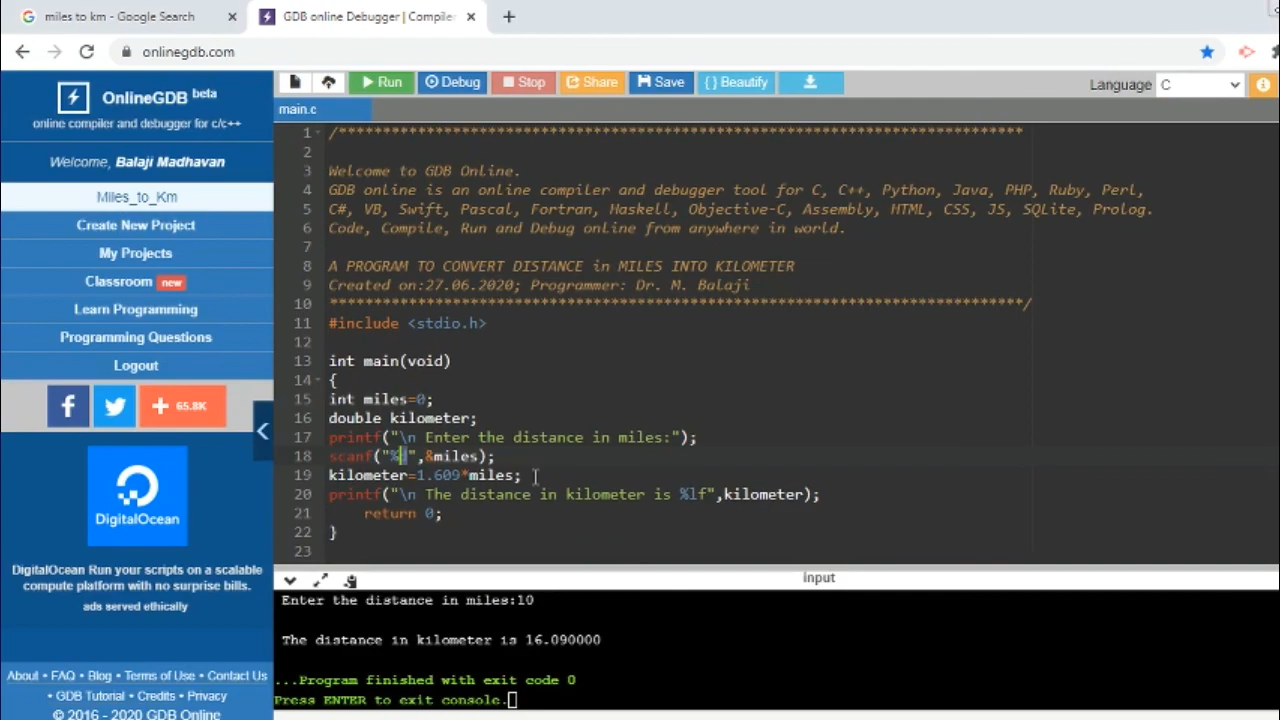 miles to km - Google Search
GDB online Debugger | Compiler
onlinegdb.com
OnlineGDB beta
online compiler and debugger for c/c++
Welcome, Balaji Madhavan
Miles_to_Km
Create New Project
My Projects
Classroom new
Learn Programming
Programming Questions
Logout
65.8K
DigitalOcean
DigitalOcean Run your scripts on a scalable
compute platform with no surprise bills.
ads served ethically
About • FAQ • Blog • Terms of Use • Contact Us
• GDB Tutorial • Credits • Privacy
© 2016 - 2020 GDB Online
Run Debug Stop Share Save { } Beautify
Language C
main.c
1 /******************************************************************************
2
3 Welcome to GDB Online.
4 GDB online is an online compiler and debugger tool for C, C++, Python, Java, PHP, Ruby, Perl,
5 C#, VB, Swift, Pascal, Fortran, Haskell, Objective-C, Assembly, HTML, CSS, JS, SQLite, Prolog.
6 Code, Compile, Run and Debug online from anywhere in world.
7
8 A PROGRAM TO CONVERT DISTANCE in MILES INTO KILOMETER
9 Created on:27.06.2020; Programmer: Dr. M. Balaji
10 *******************************************************************************/
11 #include <stdio.h>
12
13 int main(void)
14 {
15 int miles=0;
16 double kilometer;
17 printf("\n Enter the distance in miles:");
18 scanf("%d",&miles);
19 kilometer=1.609*miles;
20 printf("\n The distance in kilometer is %lf",kilometer);
21 return 0;
22 }
23
input
Enter the distance in miles:10
The distance in kilometer is 16.090000
...Program finished with exit code 0
Press ENTER to exit console.